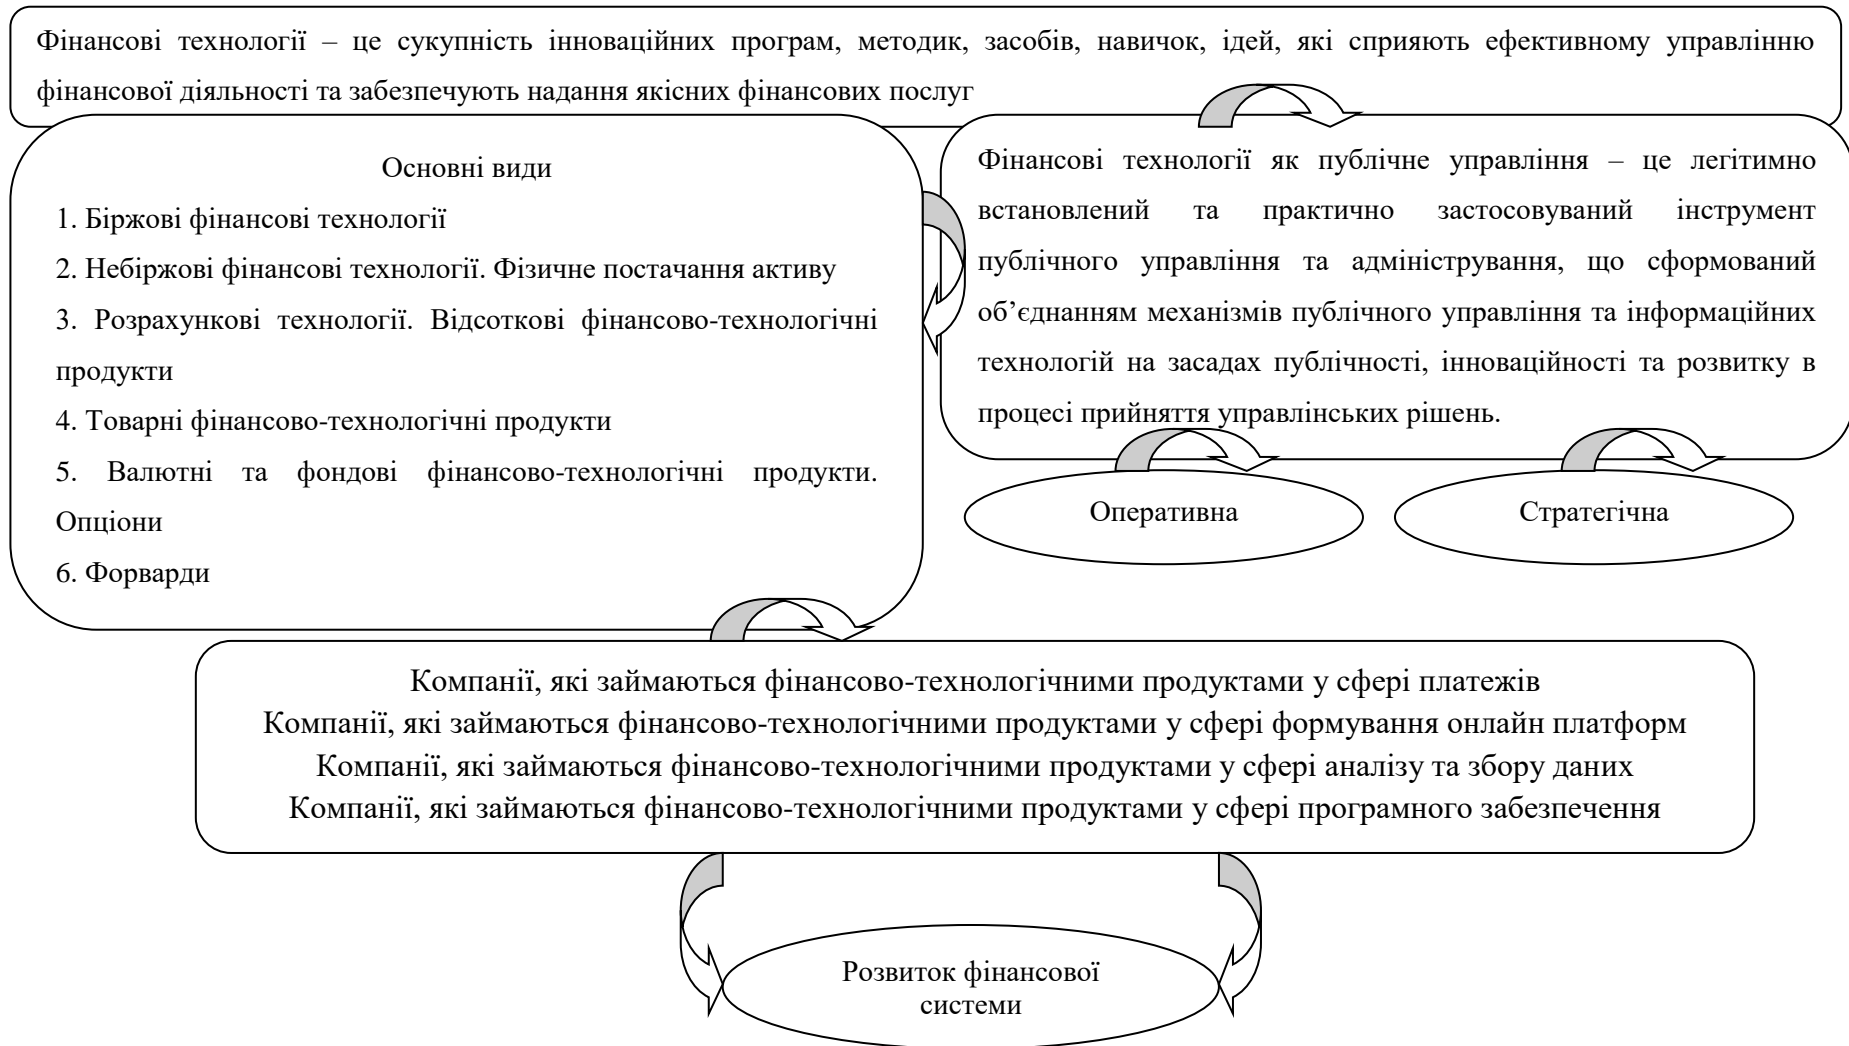 Фінансові технології – це сукупність інноваційних програм, методик, засобів, навичок, ідей, які сприяють ефективному управлінню
фінансової діяльності та забезпечують надання якісних фінансових послуг
Основні види
1. Біржові фінансові технології
2. Небіржові фінансові технології. Фізичне постачання активу
3. Розрахункові технології. Відсоткові фінансово-технологічні
продукти
4. Товарні фінансово-технологічні продукти
5. Валютні та фондові фінансово-технологічні продукти.
Опціони
6. Форварди
Фінансові технології як публічне управління – це легітимно
встановлений та практично застосовуваний інструмент
публічного управління та адміністрування, що сформований
об’єднанням механізмів публічного управління та інформаційних
технологій на засадах публічності, інноваційності та розвитку в
процесі прийняття управлінських рішень.
Оперативна
Стратегічна
Компанії, які займаються фінансово-технологічними продуктами у сфері платежів
Компанії, які займаються фінансово-технологічними продуктами у сфері формування онлайн платформ
Компанії, які займаються фінансово-технологічними продуктами у сфері аналізу та збору даних
Компанії, які займаються фінансово-технологічними продуктами у сфері програмного забезпечення
Розвиток фінансової
системи